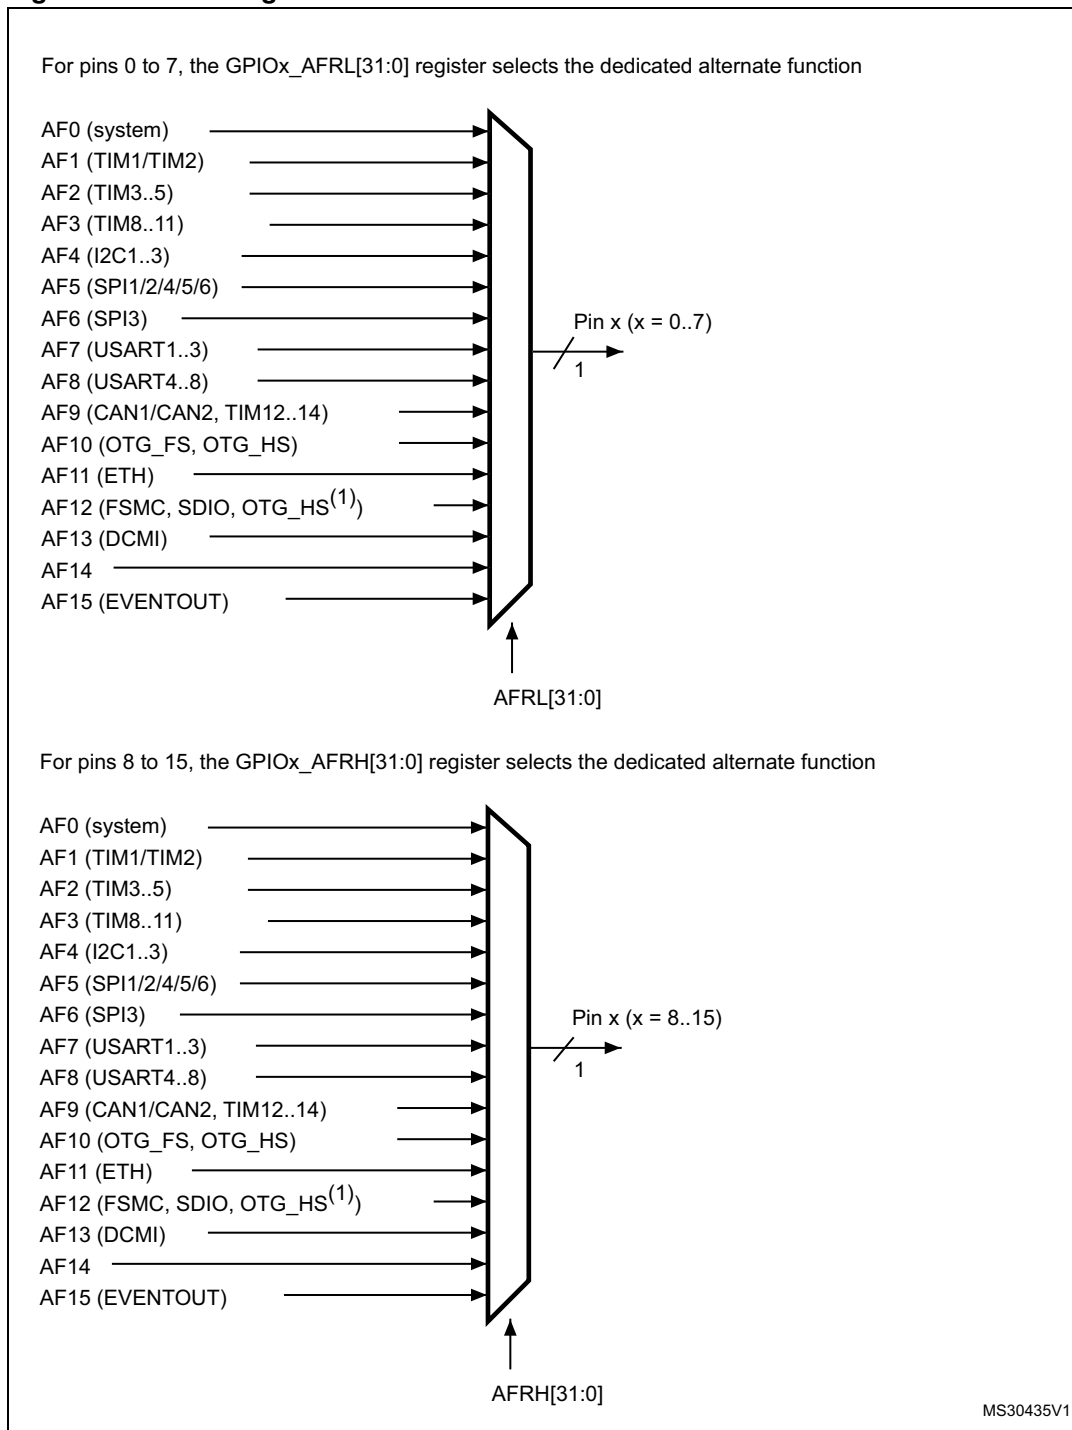 For pins 0 to 7, the GPIOx_AFRL[31:0] register selects the dedicated alternate function
AF0 (system)
AF1 (TIM1/TIM2)
AF2 (TIM3..5)
AF3 (TIM8..11)
AF4 (I2C1..3)
AF5 (SPI1/2/4/5/6)
AF6 (SPI3)
AF7 (USART1..3)
AF8 (USART4..8)
AF9 (CAN1/CAN2, TIM12..14)
AF10 (OTG_FS, OTG_HS)
AF11 (ETH)
AF12 (FSMC, SDIO, OTG_HS(1))
AF13 (DCMI)
AF14
AF15 (EVENTOUT)
Pin x (x = 0..7)
1
AFRL[31:0]
For pins 8 to 15, the GPIOx_AFRH[31:0] register selects the dedicated alternate function
AF0 (system)
AF1 (TIM1/TIM2)
AF2 (TIM3..5)
AF3 (TIM8..11)
AF4 (I2C1..3)
AF5 (SPI1/2/4/5/6)
AF6 (SPI3)
AF7 (USART1..3)
AF8 (USART4..8)
AF9 (CAN1/CAN2, TIM12..14)
AF10 (OTG_FS, OTG_HS)
AF11 (ETH)
AF12 (FSMC, SDIO, OTG_HS(1))
AF13 (DCMI)
AF14
AF15 (EVENTOUT)
Pin x (x = 8..15)
1
AFRH[31:0]
MS30435V1